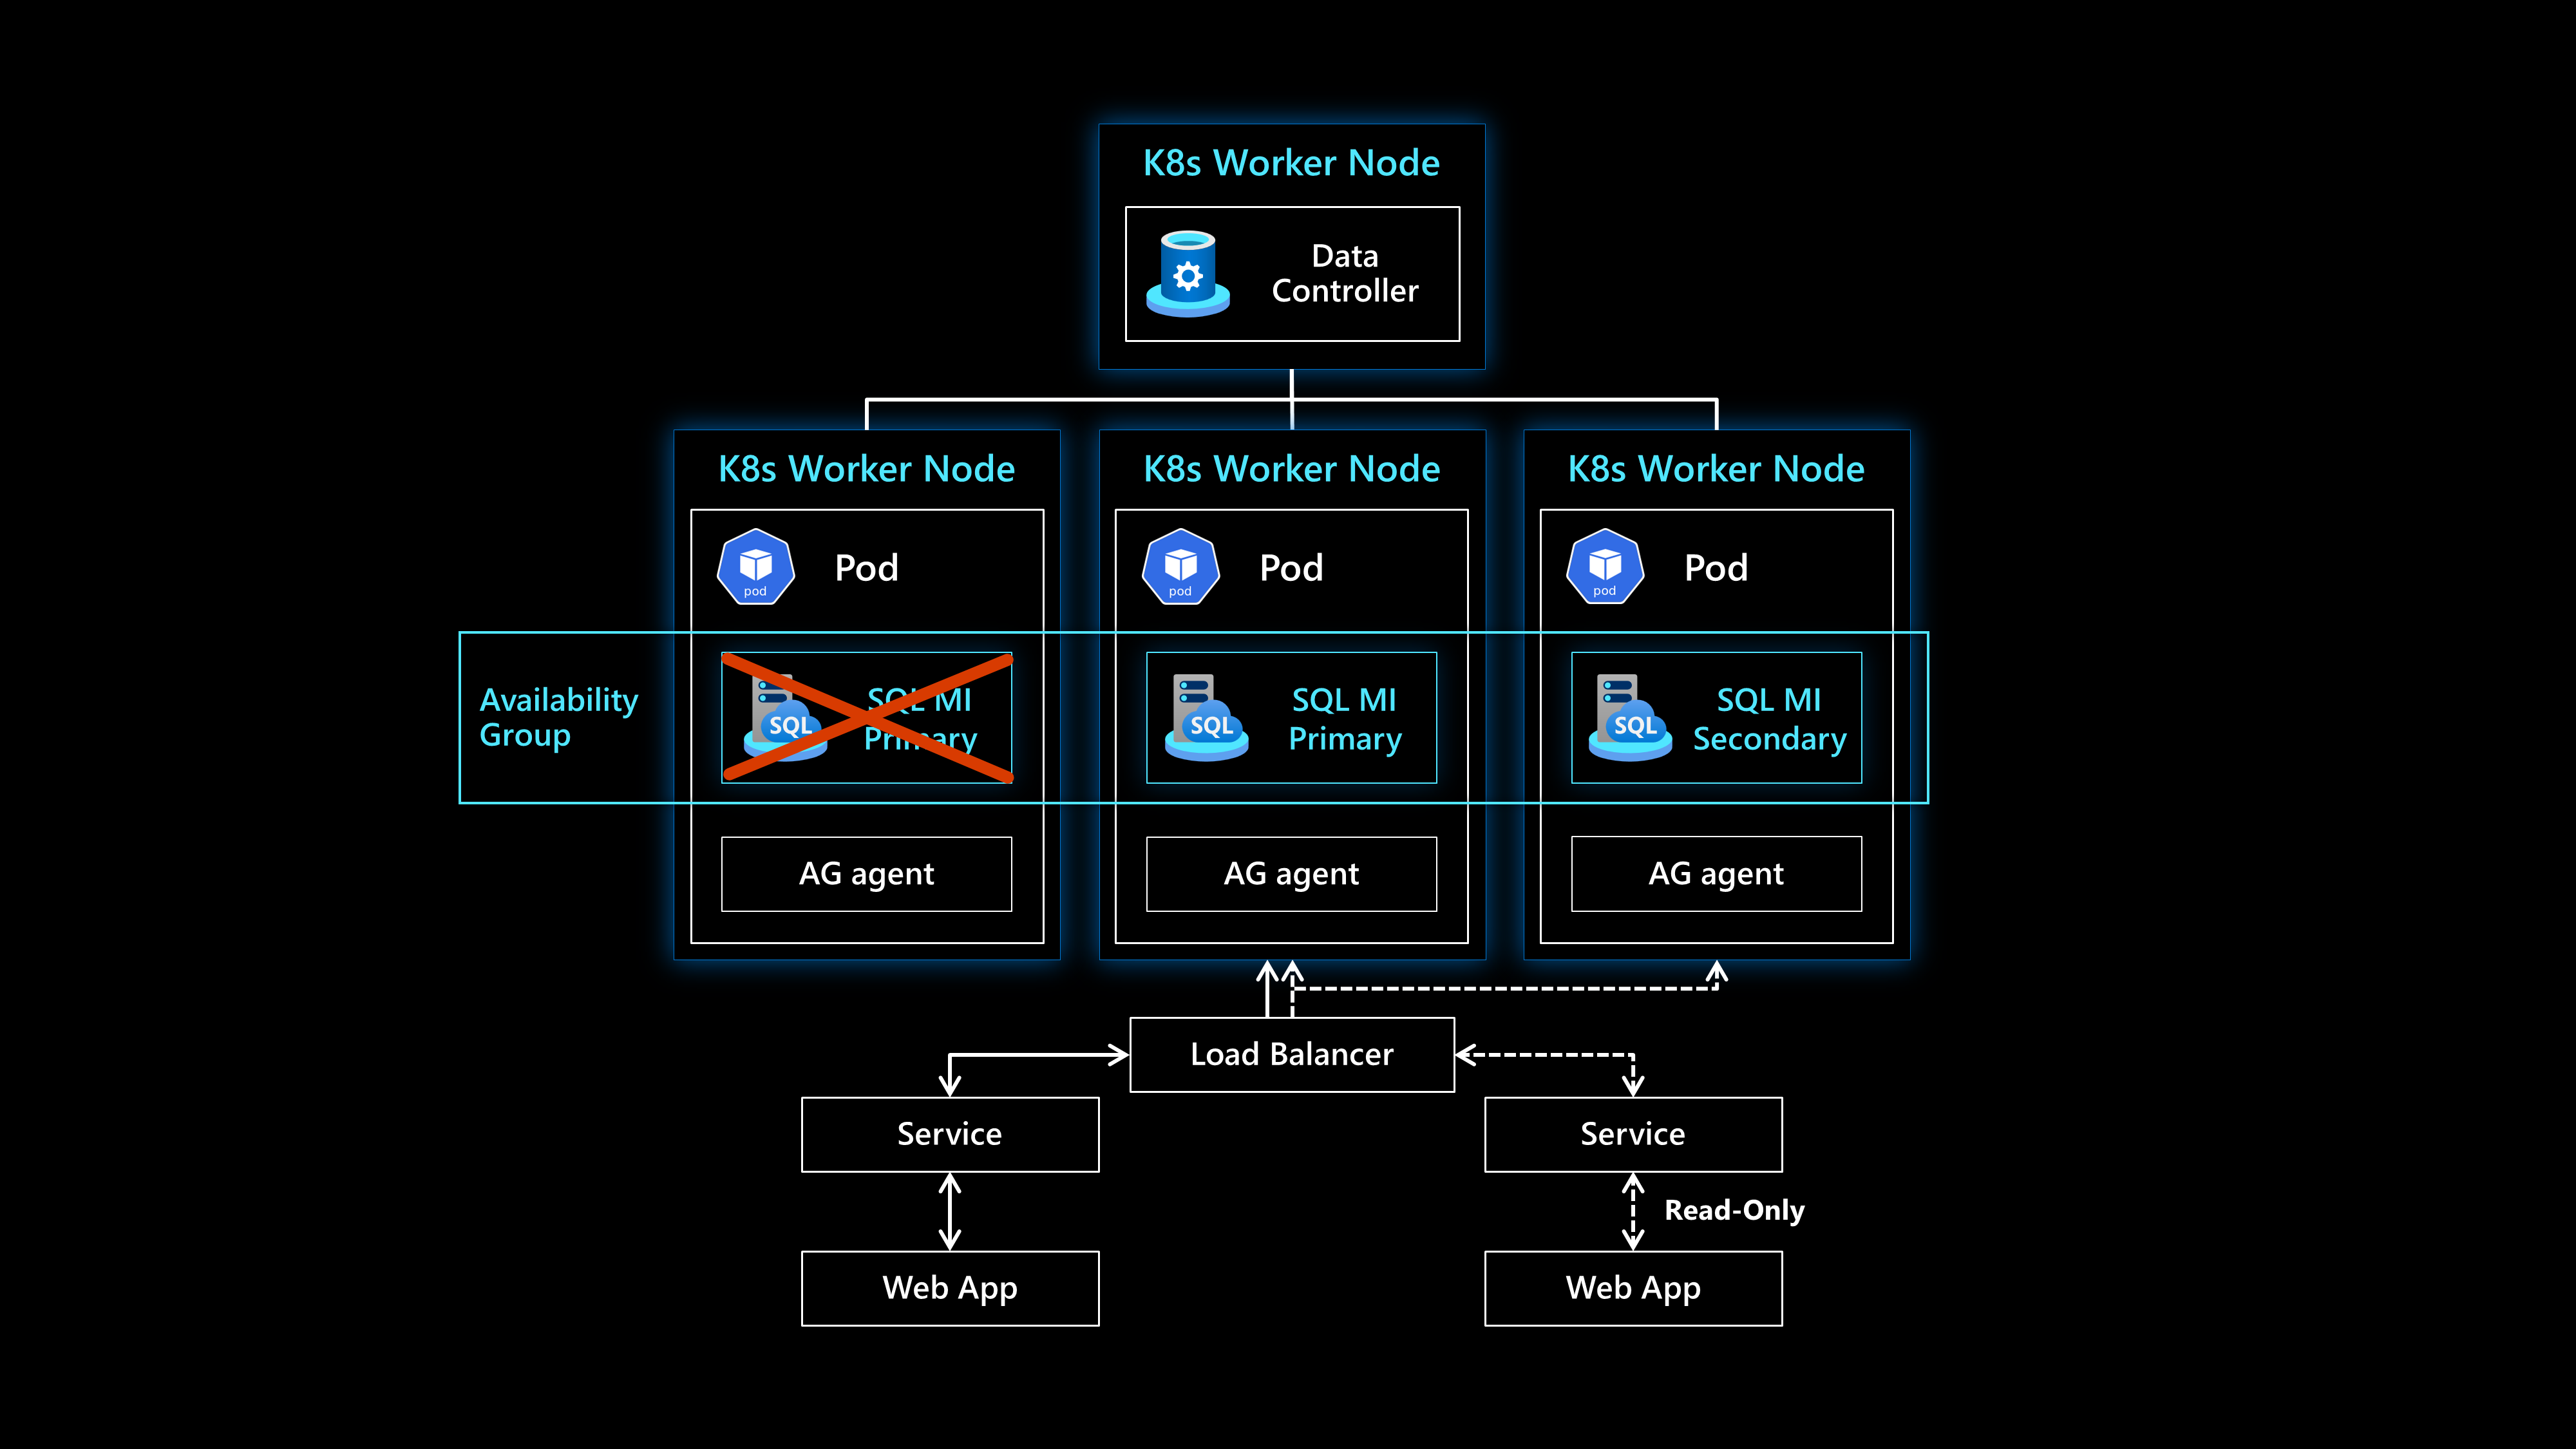 K8s Worker Node
Data
Controller
K8s Worker Node
K8s Worker Node
K8s Worker Node
pod
Pod
pod
Pod
pod
Pod
Availability
Group
SQL
SQL MI
Primary
SQL
SQL MI
Primary
SQL
SQL MI
Secondary
AG agent
AG agent
AG agent
Load Balancer
Service
Service
Read-Only
Web App
Web App